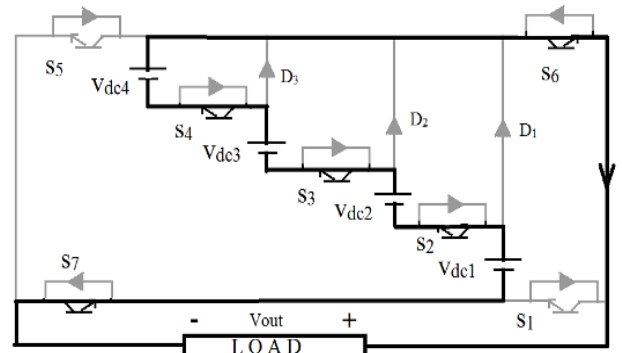 S5
S6
Vdc4
D3
S4
D2
D1
Vdc3
S3
Vdc2
S2
Vdc1
S7
S1
- Vout +
LOAD